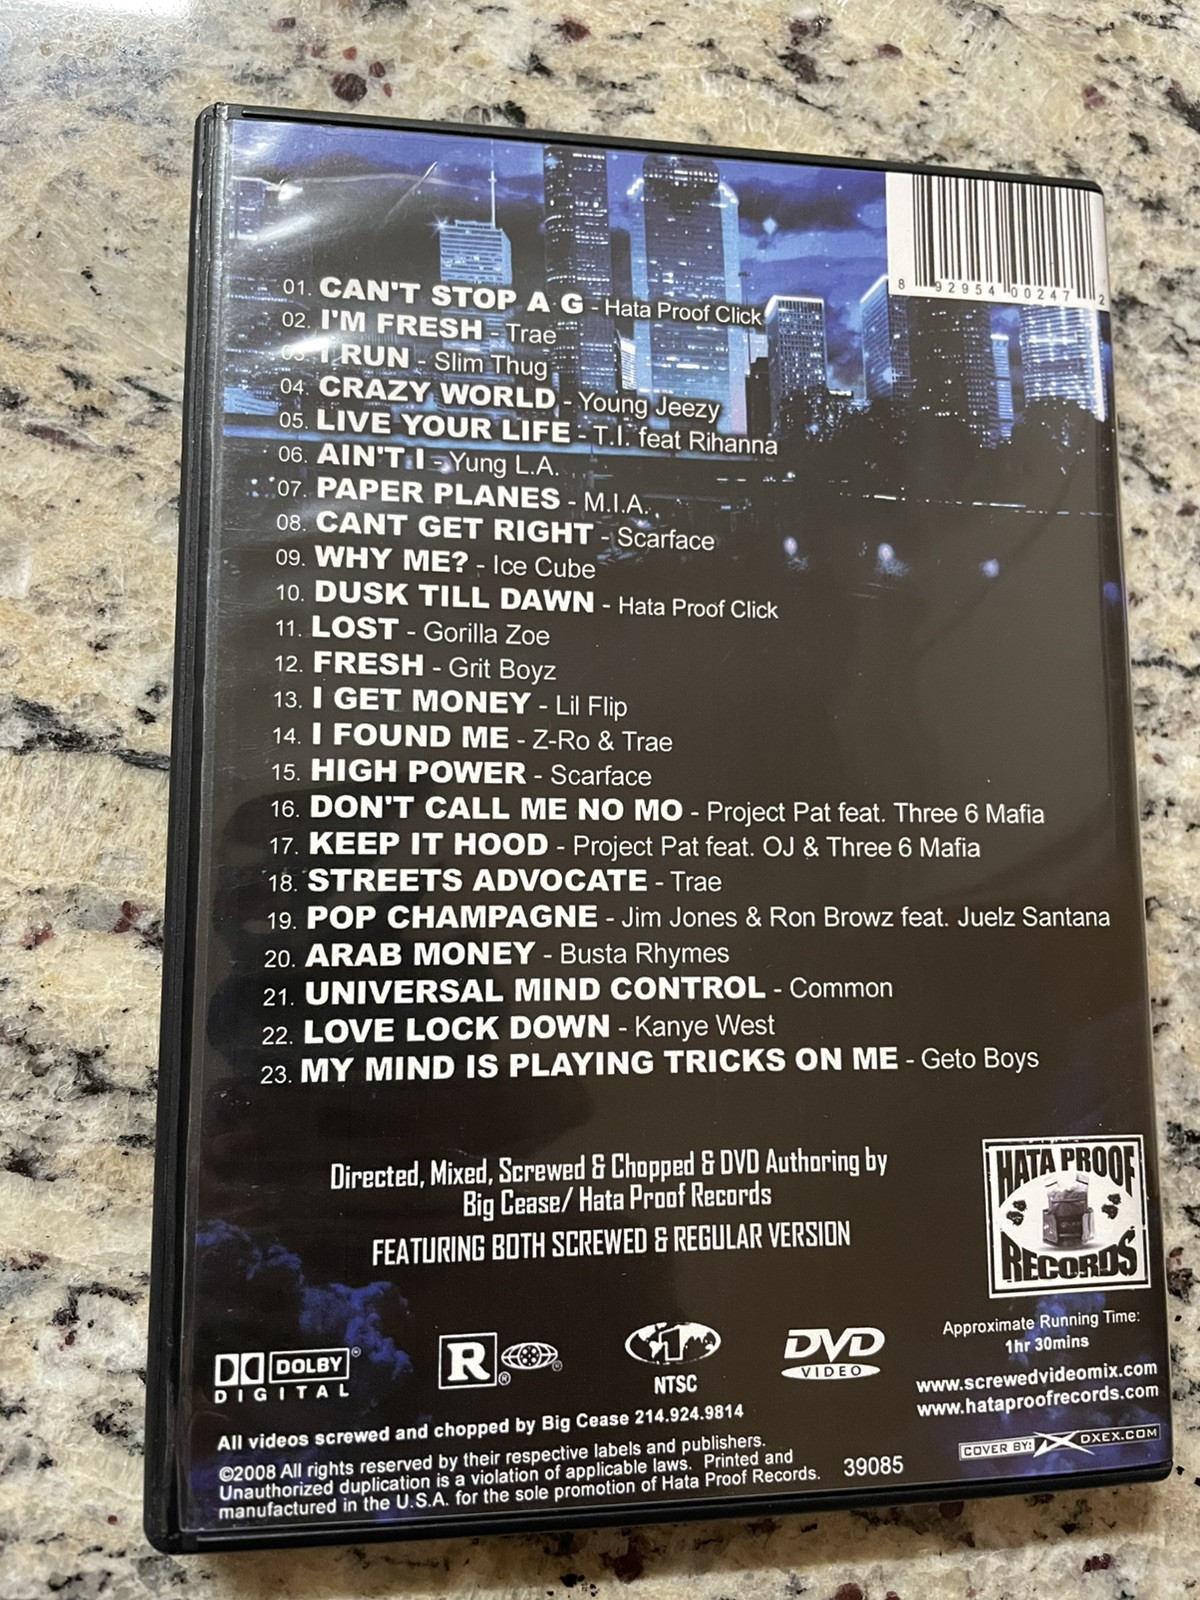 8 92954 00247 2
01. CAN'T STOP A G - Hata Proof Click
02. I'M FRESH - Trae
03. I RUN - Slim Thug
04. CRAZY WORLD - Young Jeezy
05. LIVE YOUR LIFE - T.I. feat Rihanna
06. AIN'T I - Yung L.A.
07. PAPER PLANES - M.I.A.
08. CANT GET RIGHT - Scarface
09. WHY ME? - Ice Cube
10. DUSK TILL DAWN - Hata Proof Click
11. LOST - Gorilla Zoe
12. FRESH - Grit Boyz
13. I GET MONEY - Lil Flip
14. I FOUND ME - Z-Ro & Trae
15. HIGH POWER - Scarface
16. DON'T CALL ME NO MO - Project Pat feat. Three 6 Mafia
17. KEEP IT HOOD - Project Pat feat. OJ & Three 6 Mafia
18. STREETS ADVOCATE - Trae
19. POP CHAMPAGNE - Jim Jones & Ron Browz feat. Juelz Santana
20. ARAB MONEY - Busta Rhymes
21. UNIVERSAL MIND CONTROL - Common
22. LOVE LOCK DOWN - Kanye West
23. MY MIND IS PLAYING TRICKS ON ME - Geto Boys
Directed, Mixed, Screwed & Chopped & DVD Authoring by
Big Cease/ Hata Proof Records
FEATURING BOTH SCREWED & REGULAR VERSION
HATA PROOF
RECORDS
DOLBY
DIGITAL
R
®
®
1
NTSC
DVD
VIDEO
Approximate Running Time:
1hr 30mins
www.screwedvideomix.com
www.hataproofrecords.com
COVER BY: DXEX.COM
All videos screwed and chopped by Big Cease 214.924.9814
©2008 All rights reserved by their respective labels and publishers.
Unauthorized duplication is a violation of applicable laws. Printed and
manufactured in the U.S.A. for the sole promotion of Hata Proof Records.
39085